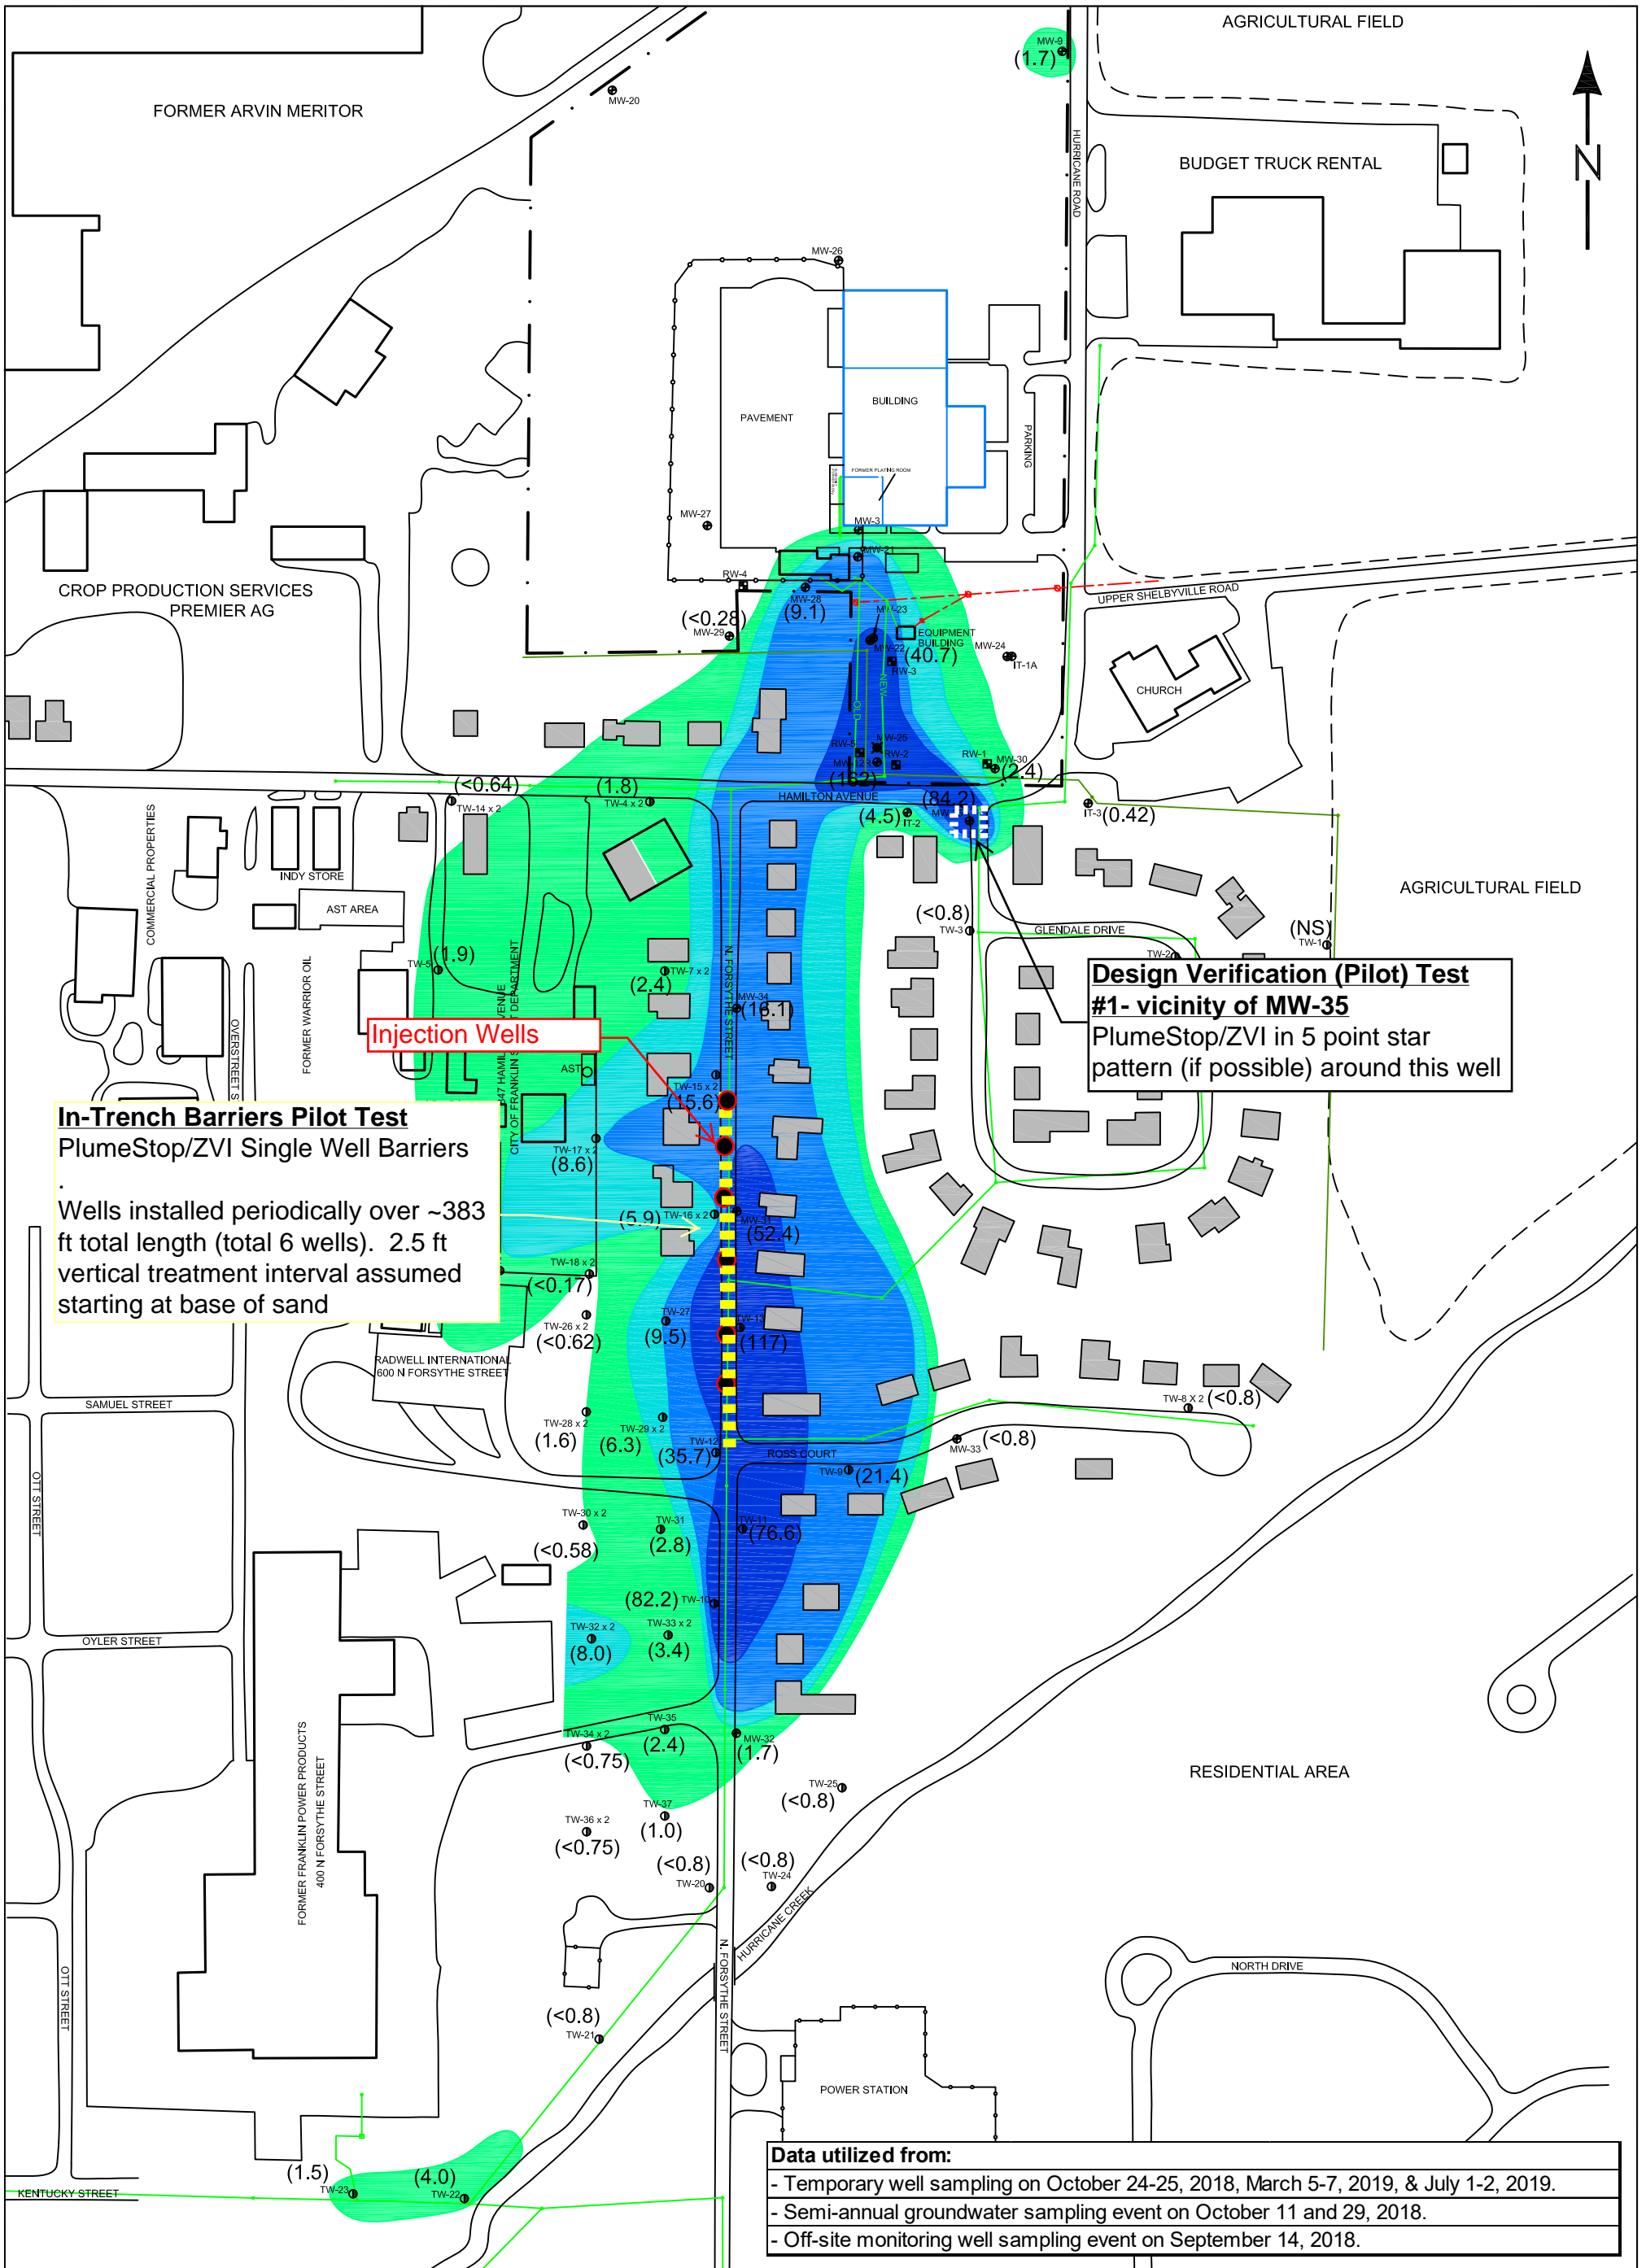 AGRICULTURAL FIELD
MW-9
(1.7)
FORMER ARVIN MERITOR
MW-20
HURRICANE ROAD
BUDGET TRUCK RENTAL
N
MW-26
BUILDING
PAVEMENT
PARKING
FORMER PLATING ROOM
MW-27
MW-3
MW-21
CROP PRODUCTION SERVICES
PREMIER AG
RW-4
MW-28
(9.1)
UPPER SHELBYVILLE ROAD
(<0.28)
MW-29
MW-23
EQUIPMENT
BUILDING
MW-22
(40.7)
MW-24
IT-1A
RW-3
CHURCH
OLD
NEW
MW-25
RW-5
RW-2
RW-1
MW-30
(2.4)
(162)
HAMILTON AVENUE
(<0.64)
TW-14 x 2
(1.8)
TW-4 x 2
(84.2)
(4.5)
IT-2
IT-3
(0.42)
COMMERCIAL PROPERTIES
INDY STORE
AST AREA
AGRICULTURAL FIELD
(<0.8)
TW-3
GLENDALE DRIVE
(NS)
TW-1
TW-2
(1.9)
TW-5
TW-7 x 2
(2.4)
N. FORSYTHE STREET
MW-34
(16.1)
FORMER WARRIOR OIL
Design Verification (Pilot) Test
#1- vicinity of MW-35
PlumeStop/ZVI in 5 point star
pattern (if possible) around this well
Injection Wells
AST
TW-15 x 2
(15.6)
In-Trench Barriers Pilot Test
PlumeStop/ZVI Single Well Barriers
.
Wells installed periodically over ~383
ft total length (total 6 wells). 2.5 ft
vertical treatment interval assumed
starting at base of sand
TW-17 x 2
(8.6)
(5.9)
TW-16 x 2
MW-31
(52.4)
TW-18 x 2
(<0.17)
TW-26 x 2
(<0.62)
TW-27
(9.5)
TW-13
(117)
RADWELL INTERNATIONAL
600 N FORSYTHE STREET
SAMUEL STREET
TW-8 X 2
(<0.8)
TW-28 x 2
(1.6)
TW-29 x 2
(6.3)
TW-12
(35.7)
ROSS COURT
MW-33
(<0.8)
TW-9
(21.4)
OTT STREET
TW-30 x 2
(<0.58)
TW-31
(2.8)
TW-11
(76.6)
(82.2)
TW-10
TW-32 x 2
(8.0)
TW-33 x 2
(3.4)
OYLER STREET
FORMER FRANKLIN POWER PRODUCTS
400 N FORSYTHE STREET
TW-34 x 2
(<0.75)
TW-35
(2.4)
MW-32
(1.7)
RESIDENTIAL AREA
TW-25
(<0.8)
TW-36 x 2
(<0.75)
TW-37
(1.0)
(<0.8)
TW-20
(<0.8)
TW-24
HURRICANE CREEK
N. FORSYTHE STREET
OTT STREET
NORTH DRIVE
(<0.8)
TW-21
POWER STATION
(1.5)
TW-23
(4.0)
TW-22
KENTUCKY STREET
Data utilized from:
- Temporary well sampling on October 24-25, 2018, March 5-7, 2019, & July 1-2, 2019.
- Semi-annual groundwater sampling event on October 11 and 29, 2018.
- Off-site monitoring well sampling event on September 14, 2018.